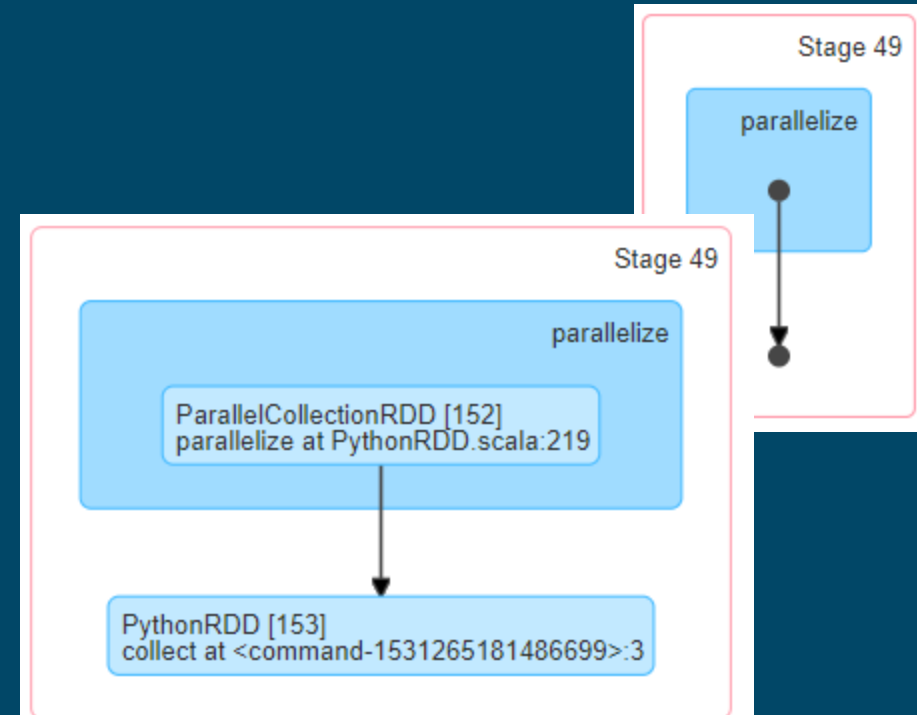 Stage 49
parallelize
Stage 49
parallelize
ParallelCollectionRDD [152]
parallelize at PythonRDD.scala:219
PythonRDD [153]
collect at <command-1531265181486699>:3